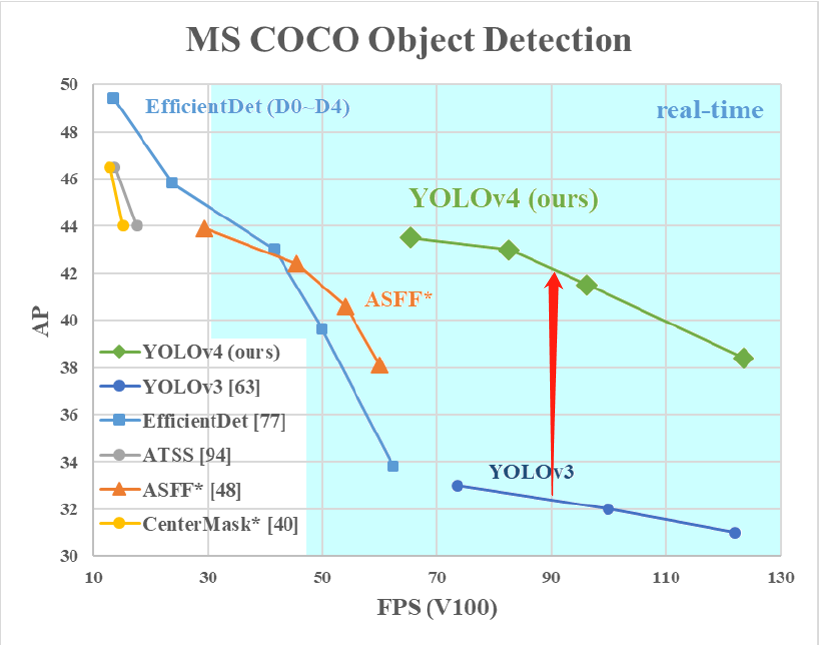 MS COCO Object Detection
50
48
46
44
42
40
38
36
34
32
30
AP
EfficientDet (D0~D4)
real-time
YOLOv4 (ours)
ASFF*
YOLOv3
YOLOv4 (ours)
YOLOv3 [63]
EfficientDet [77]
ATSS [94]
ASFF* [48]
CenterMask* [40]
10 30 50 70 90 110 130
FPS (V100)